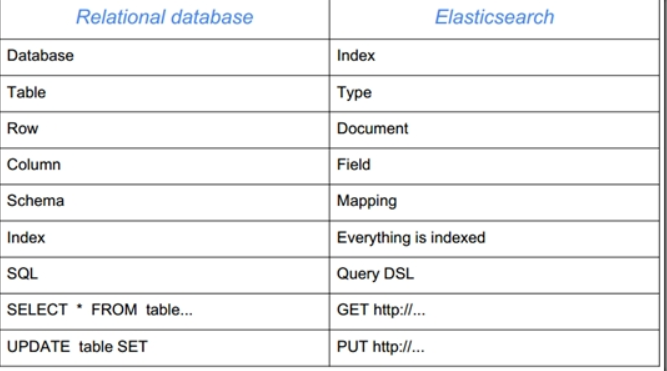 Relational database Elasticsearch
Database Index
Table Type
Row Document
Column Field
Schema Mapping
Index Everything is indexed
SQL Query DSL
SELECT * FROM table... GET http://...
UPDATE table SET PUT http://...